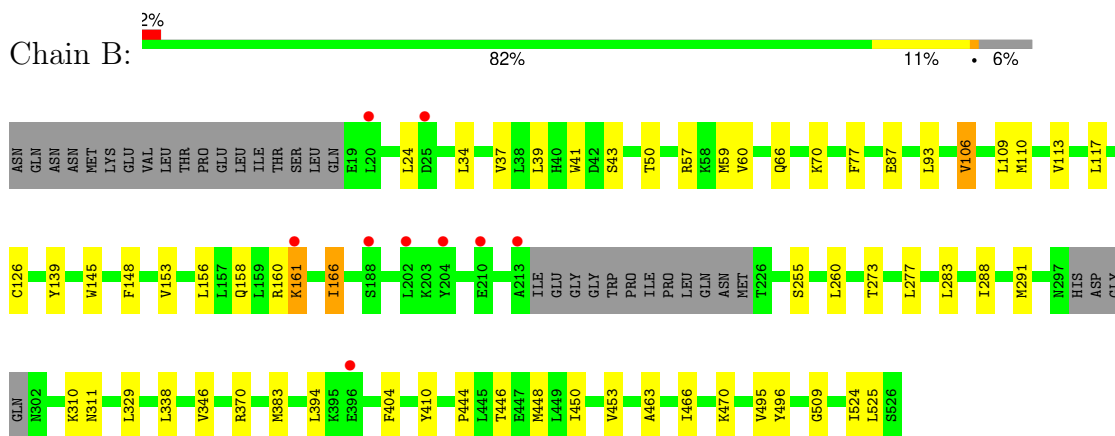 2%
Chain B:
82% 11% • 6%
ASN GLN ASN ASN MET LYS GLU VAL LEU THR PRO GLU LEU ILE THR SER LEU GLN E19 L20 L24 D25 L34 V37 L38 L39 H40 W41 D42 S43 T50 R57 K58 M59 V60 Q66 K70 F77 E87 L93 V106 L109 M110 V113 L117
C126 Y139 W145 F148 V153 L156 L157 Q158 L159 R160 K161 I166 S188 L202 K203 Y204 E210 A213 ILE GLU GLY GLY TRP PRO PRO ILE PRO LEU GLN ASN MET T226 S255 L260 T273 L277 L283 I288 M291 N297 HIS ASP GLY
GLN N302 K310 N311 L329 L338 V346 R370 M383 L394 K395 E396 F404 Y410 P444 L445 T446 E447 M448 L449 I450 V453 A463 I466 K470 V495 Y496 G509 I524 L525 S526